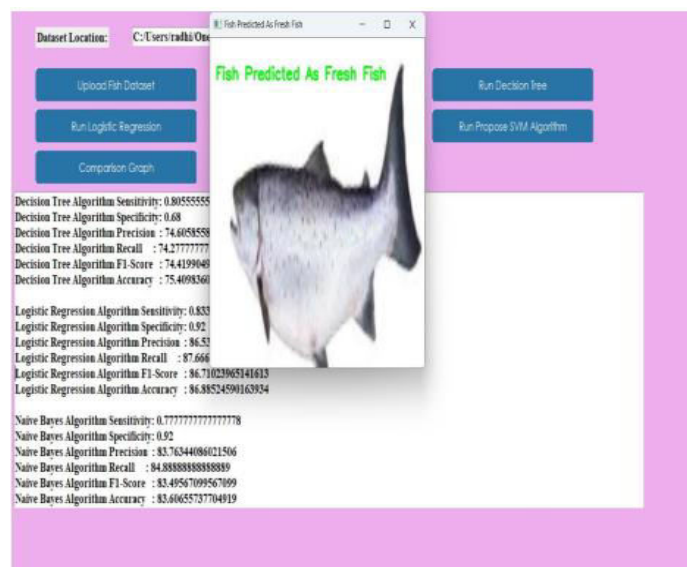 Fish Predicted As Fresh Fish
Dataset Location: C:/Users/radhi/One
Fish Predicted As Fresh Fish
Upload Fish Dataset
Run Decision Tree
Run Logistic Regression
Run Propose SVM Algorithm
Comparison Graph
Decision Tree Algorithm Sensitivity: 0.80555555
Decision Tree Algorithm Specificity: 0.68
Decision Tree Algorithm Precision : 74.6058558
Decision Tree Algorithm Recall : 74.27777777
Decision Tree Algorithm F1-Score : 74.4199049
Decision Tree Algorithm Accuracy : 75.4098360
Logistic Regression Algorithm Sensitivity: 0.833
Logistic Regression Algorithm Specificity: 0.92
Logistic Regression Algorithm Precision : 86.53
Logistic Regression Algorithm Recall : 87.666
Logistic Regression Algorithm F1-Score : 86.71023965141613
Logistic Regression Algorithm Accuracy : 86.88524590163934
Naive Bayes Algorithm Sensitivity: 0.7777777777777778
Naive Bayes Algorithm Specificity: 0.92
Naive Bayes Algorithm Precision : 83.76344086021506
Naive Bayes Algorithm Recall : 84.88888888888889
Naive Bayes Algorithm F1-Score : 83.49567099567099
Naive Bayes Algorithm Accuracy : 83.60655737704919